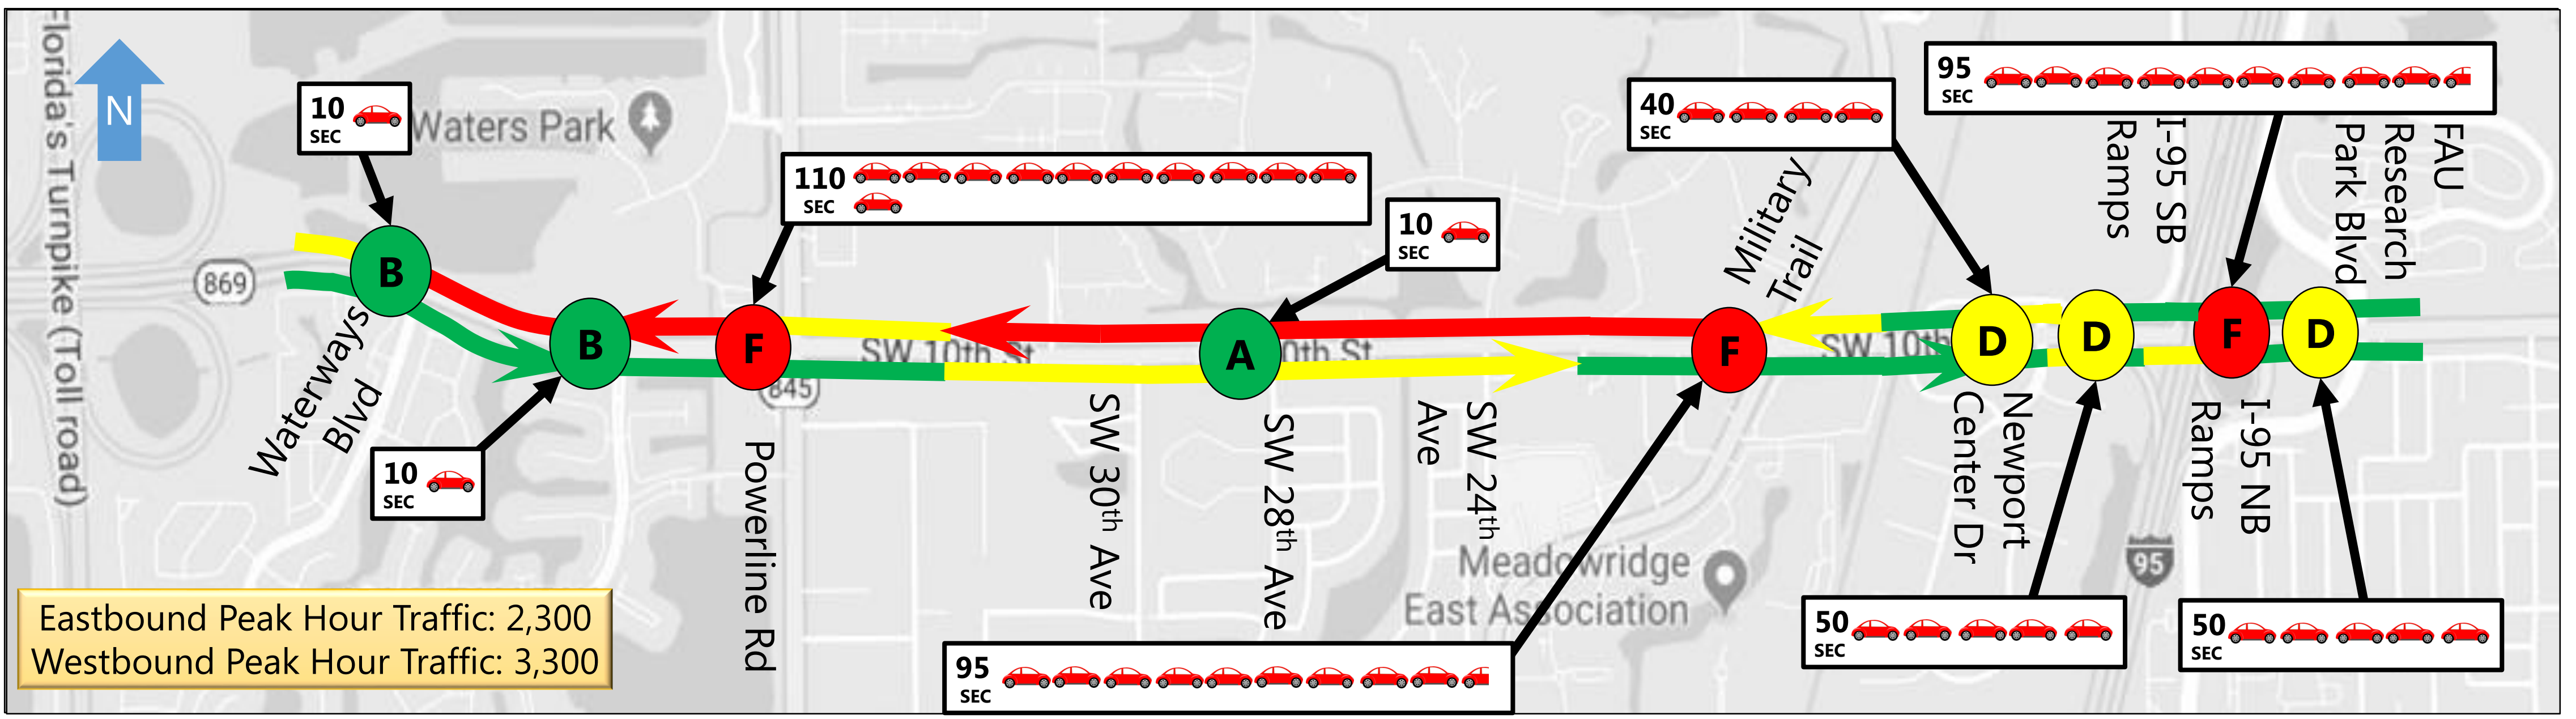 Florida's Turnpike (Toll road)
N
10
SEC
Waters Park
869
B
Waterways
Blvd
B
10
SEC
110
SEC
F
845
Powerline Rd
SW 10th St
SW 30th Ave
10
SEC
A
0th St
SW 28th Ave
SW 24th
Ave
Military
Trail
F
95
SEC
Meadowridge
East Association
40
SEC
SW 10th
D
Newport
Center Dr
D
50
SEC
I-95 SB
Ramps
95
SEC
F
I-95 NB
Ramps
95
D
FAU
Research
Park Blvd
50
SEC
Eastbound Peak Hour Traffic: 2,300
Westbound Peak Hour Traffic: 3,300